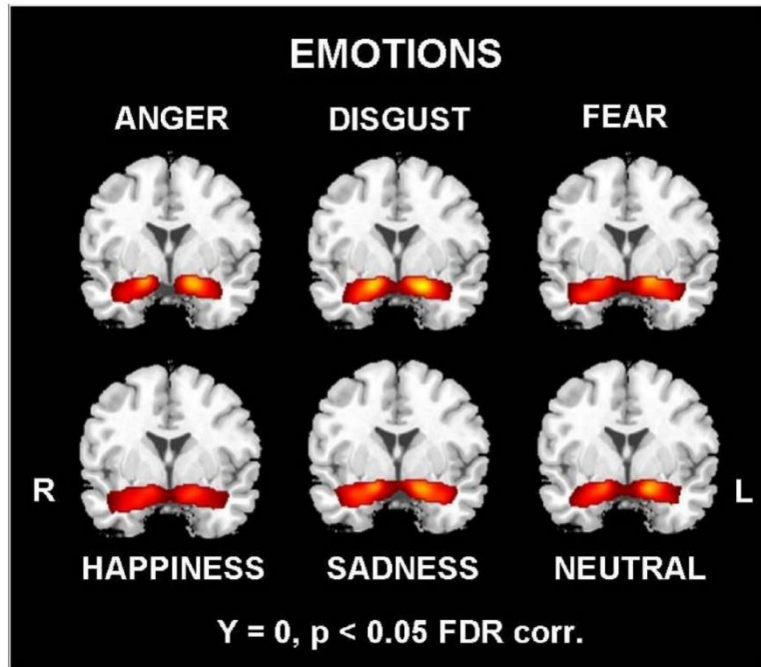 EMOTIONS
ANGER DISGUST FEAR
R L
HAPPINESS SADNESS NEUTRAL
Y = 0, p < 0.05 FDR corr.